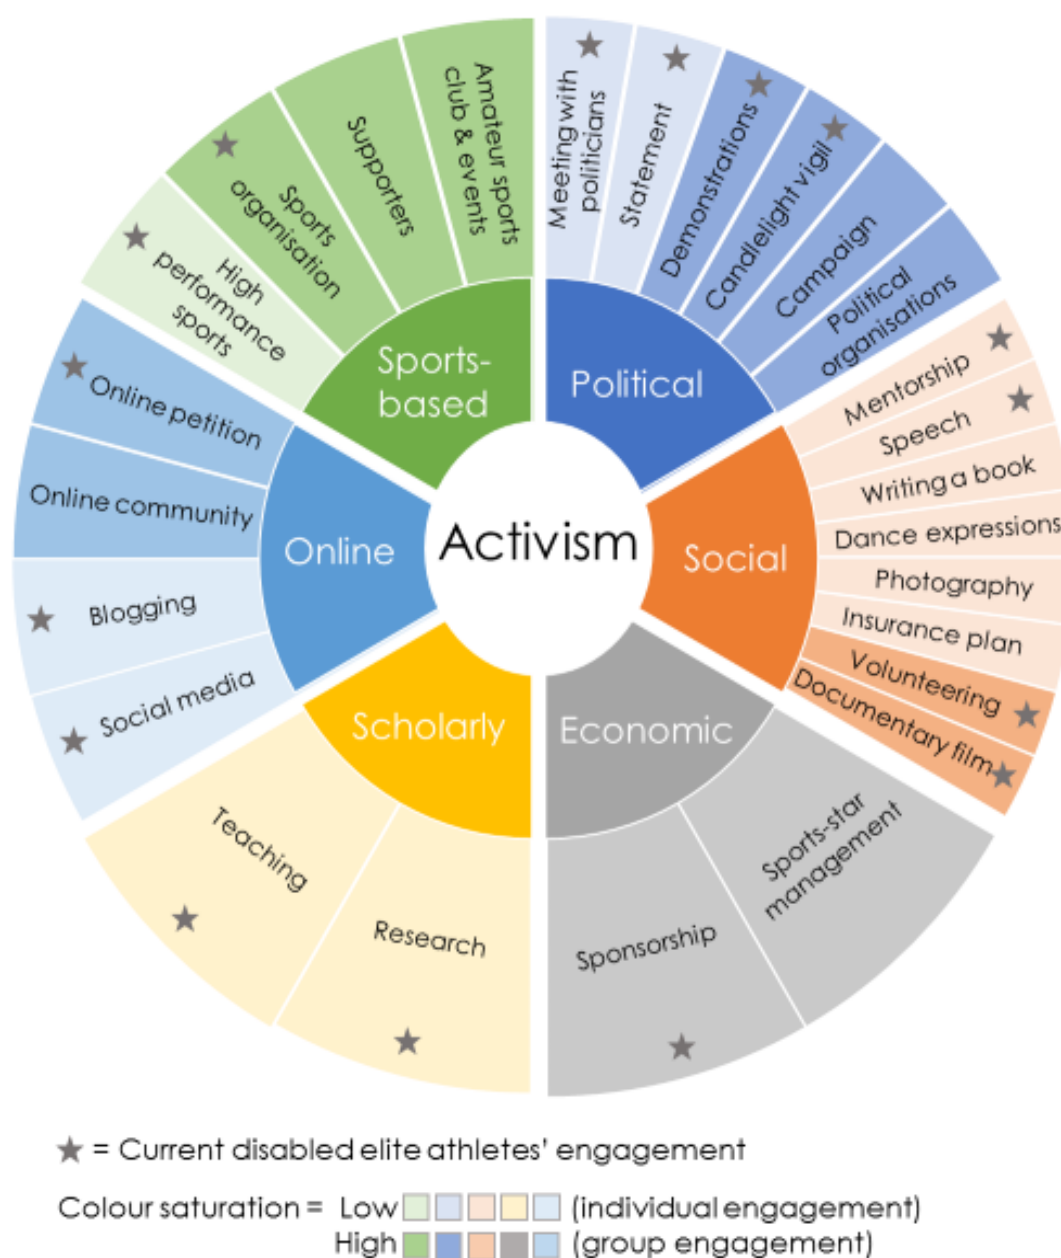 Activism
Political
Meeting with
politicians
Statement
Demonstrations
Candlelight vigil
Campaign
Political
organisations
Social
Mentorship
Speech
Writing a book
Dance expressions
Photography
Insurance plan
Volunteering
Documentary film
Economic
Sports-star
management
Sponsorship
Scholarly
Research
Teaching
Online
Social media
Blogging
Online community
Online petition
Sports-
based
High
performance
sports
Sports
organisation
Supporters
Amateur sports
club & events
★ = Current disabled elite athletes' engagement
Colour saturation = Low (individual engagement)
High (group engagement)